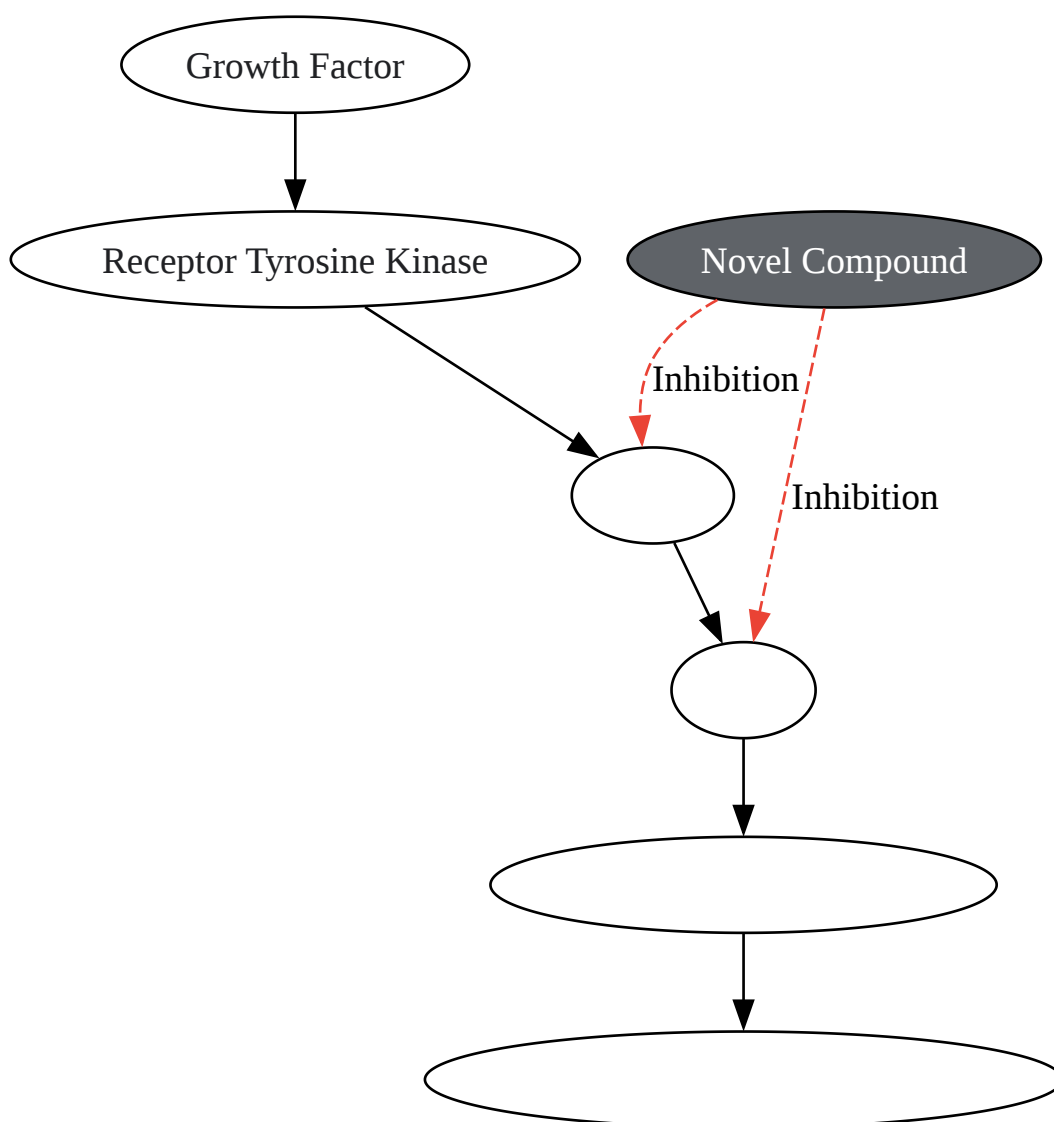 Growth Factor
Receptor Tyrosine Kinase
Novel Compound
Inhibition
Inhibition